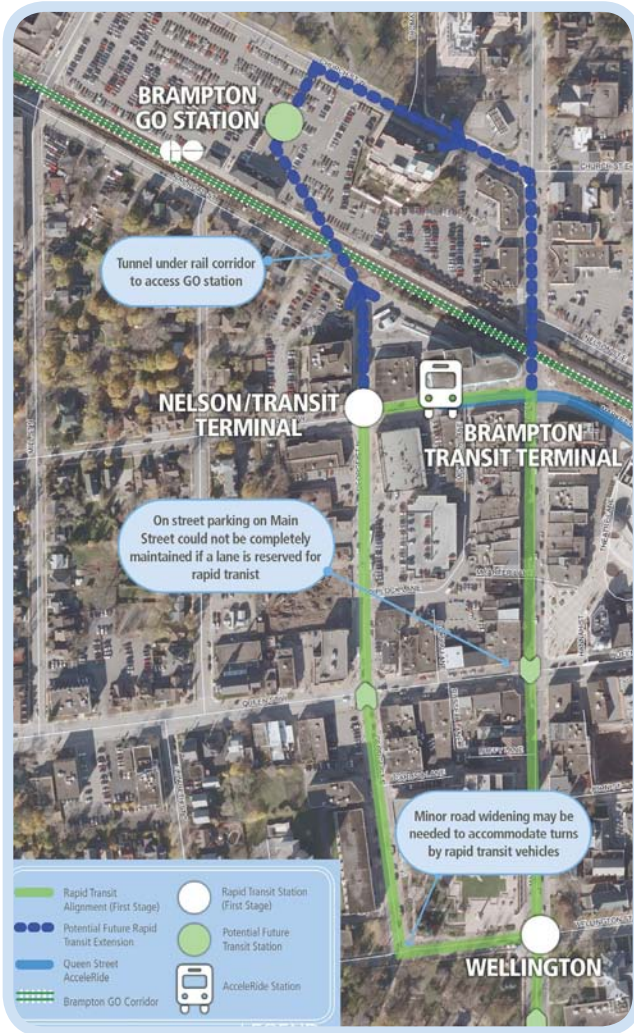 BRAMPTON
GO STATION
CHURCH ST E
Tunnel under rail corridor
to access GO station
NELSON/TRANSIT
TERMINAL
BRAMPTON
TRANSIT TERMINAL
On street parking on Main
Street could not be completely
maintained if a lane is reserved for
rapid tranist
Minor road widening may be
needed to accommodate turns
by rapid transit vehicles
WELLINGTON ST
WELLINGTON
Rapid Transit
Alignment (First Stage)
Potential Future Rapid
Transit Extension
Queen Street
AcceleRide
Brampton GO Corridor
Rapid Transit Station
(First Stage)
Potential Future
Transit Station
AcceleRide Station